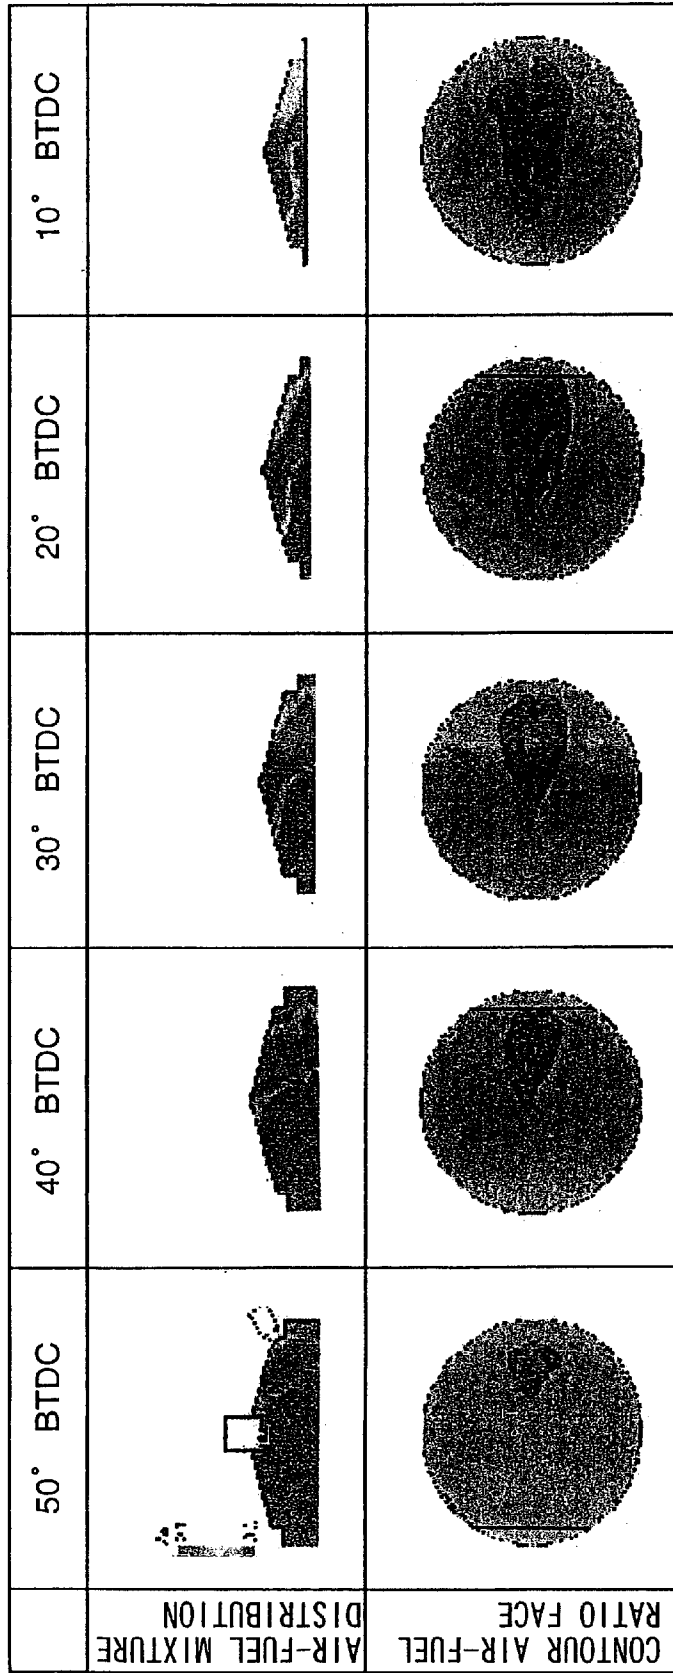 50° BTDC
40° BTDC
30° BTDC
20° BTDC
10° BTDC
AIR-FUEL MIXTURE
DISTRIBUTION
CONTOUR AIR-FUEL
RATIO FACE